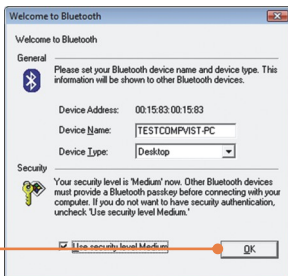 Welcome to Bluetooth
Welcome to Bluetooth
General
Please set your Bluetooth device name and device type. This
information will be shown to other Bluetooth devices.
Device Address: 00:15:83:00:15:83
Device Name: TESTCOMPVIST-PC
Device Type: Desktop
Security
Your security level is 'Medium' now. Other Bluetooth devices
must provide a Bluetooth passkey before connecting with your
computer. If you do not want to have security authentication,
uncheck 'Use security level Medium.'
Use security level Medium
OK